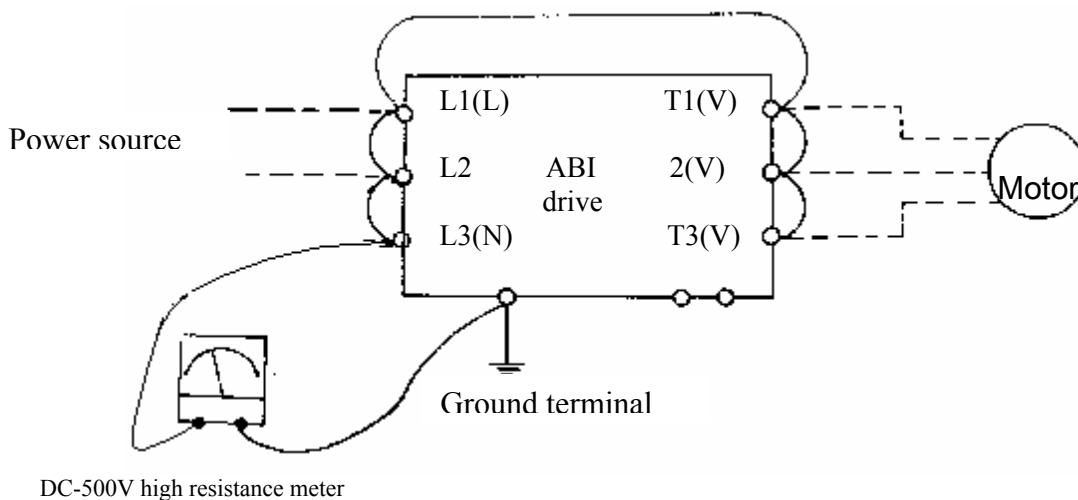 L1(L)
T1(V)
Power source
L2
ABI
2(V)
drive
Motor
L3(N)
T3(V)
Ground terminal
DC-500V high resistance meter